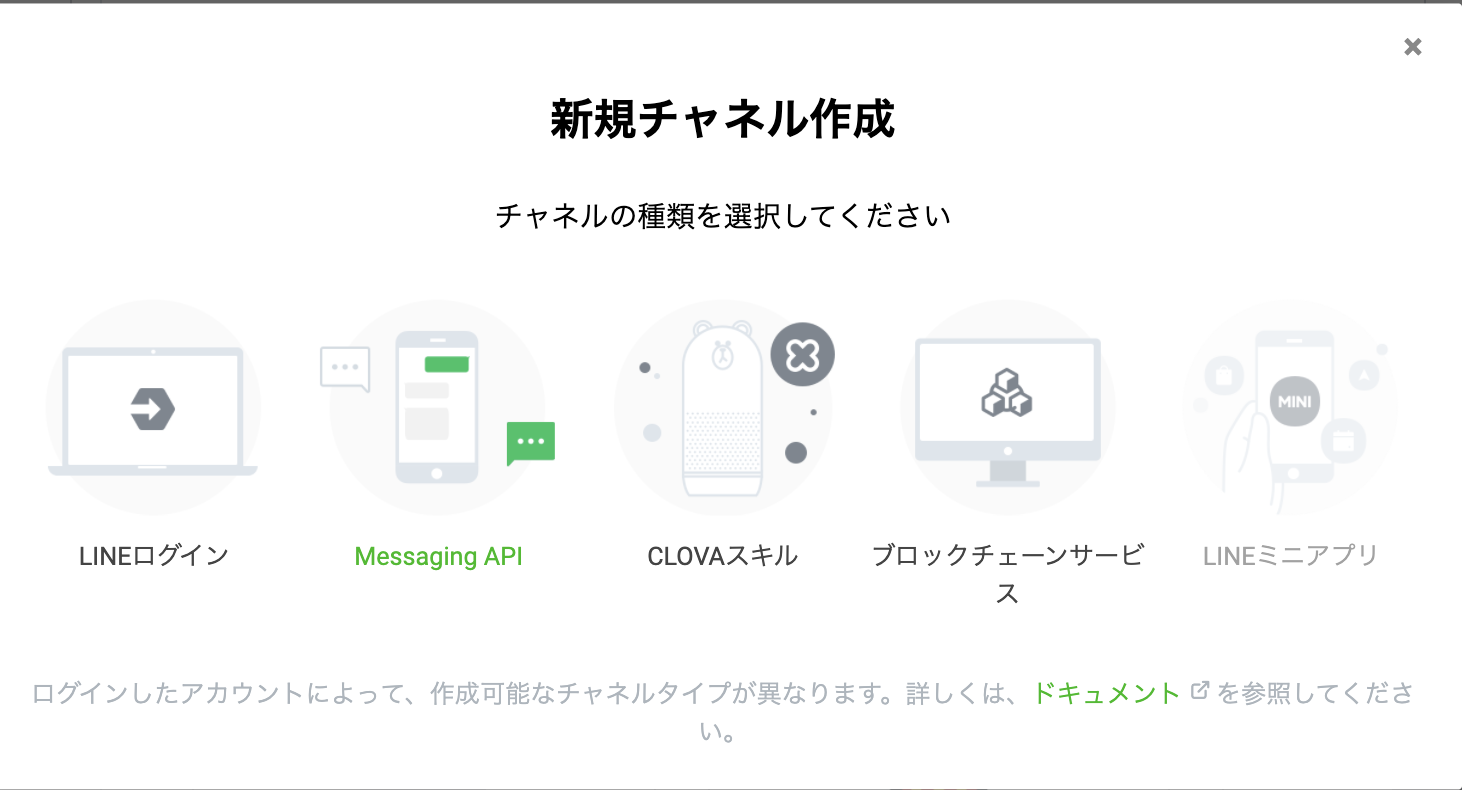 新規チャネル作成
チャネルの種類を選択してください
MINI
LINEログイン
Messaging API
CLOVAスキル
ブロックチェーンサービ
ス
LINEミニアプリ
ログインしたアカウントによって、作成可能なチャネルタイプが異なります。詳しくは、ドキュメント を参照してくださ
い。